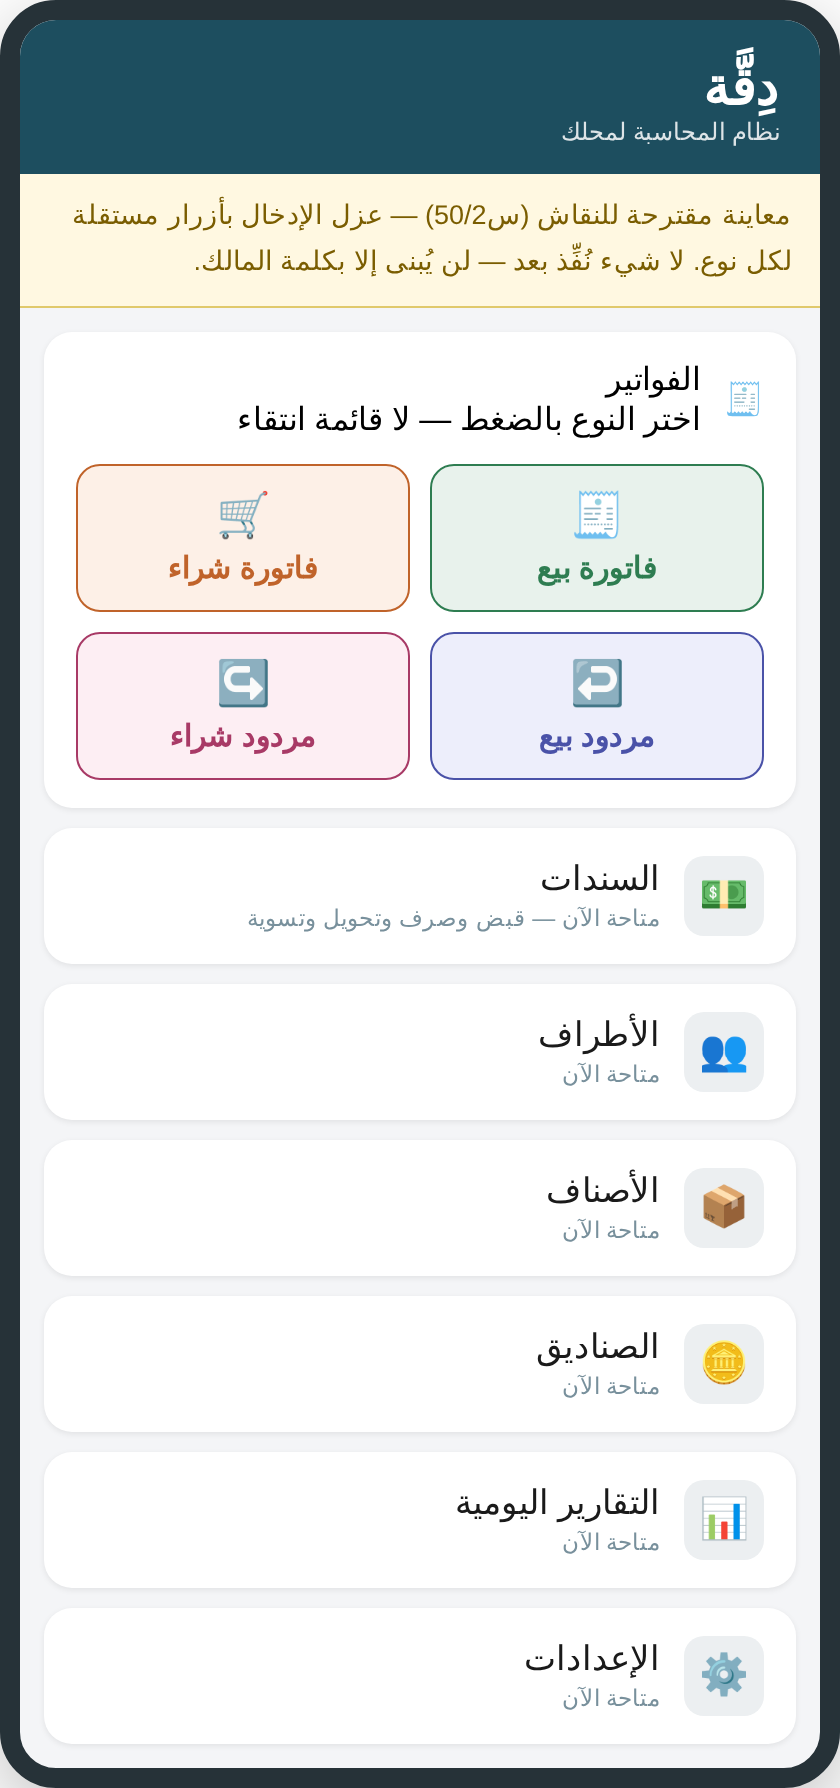 دِقَّة
نظام المحاسبة لمحلك
معاينة مقترحة للنقاش (س50/2) — عزل الإدخال بأزرار مستقلة
لكل نوع. لا شيء نُفِّذ بعد — لن يُبنى إلا بكلمة المالك.
الفواتير
اختر النوع بالضغط — لا قائمة انتقاء
فاتورة بيع
فاتورة شراء
مردود بيع
مردود شراء
السندات
متاحة الآن — قبض وصرف وتحويل وتسوية
الأطراف
متاحة الآن
الأصناف
متاحة الآن
الصناديق
متاحة الآن
التقارير اليومية
متاحة الآن
الإعدادات
متاحة الآن